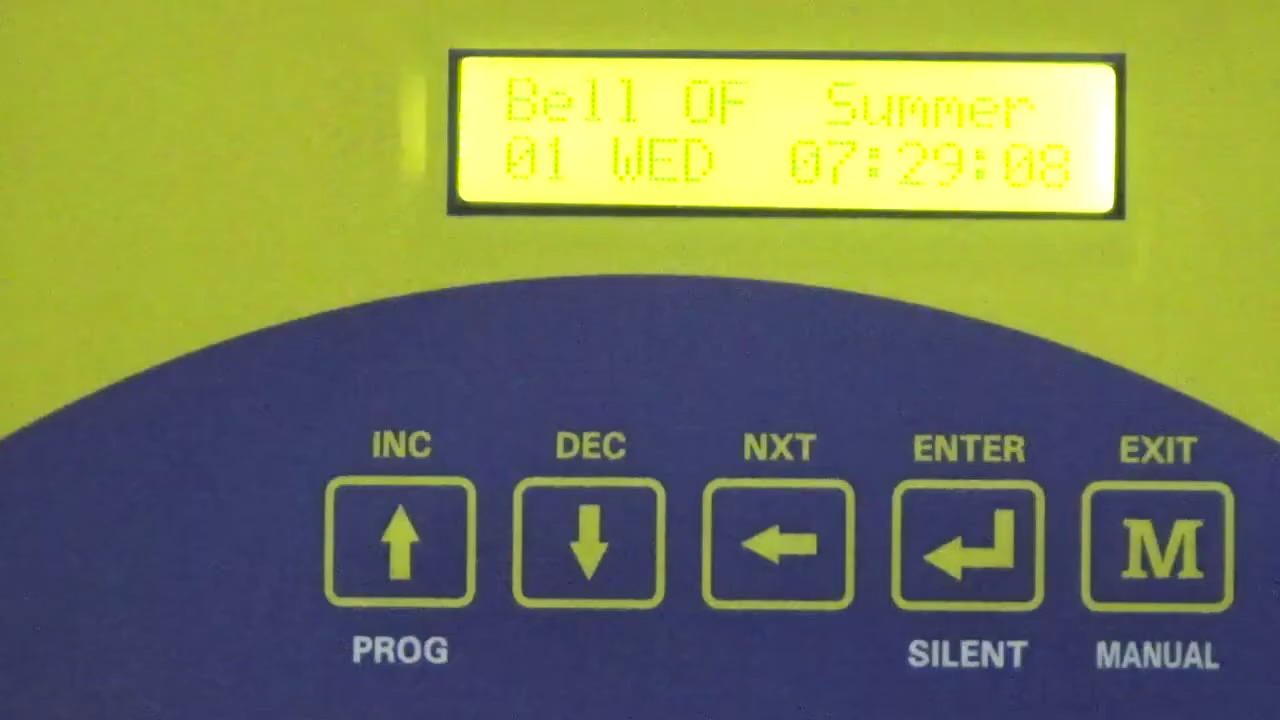 Bell OF Summer
01 WED 07:29:08
INC DEC NXT ENTER EXIT
M
PROG SILENT MANUAL